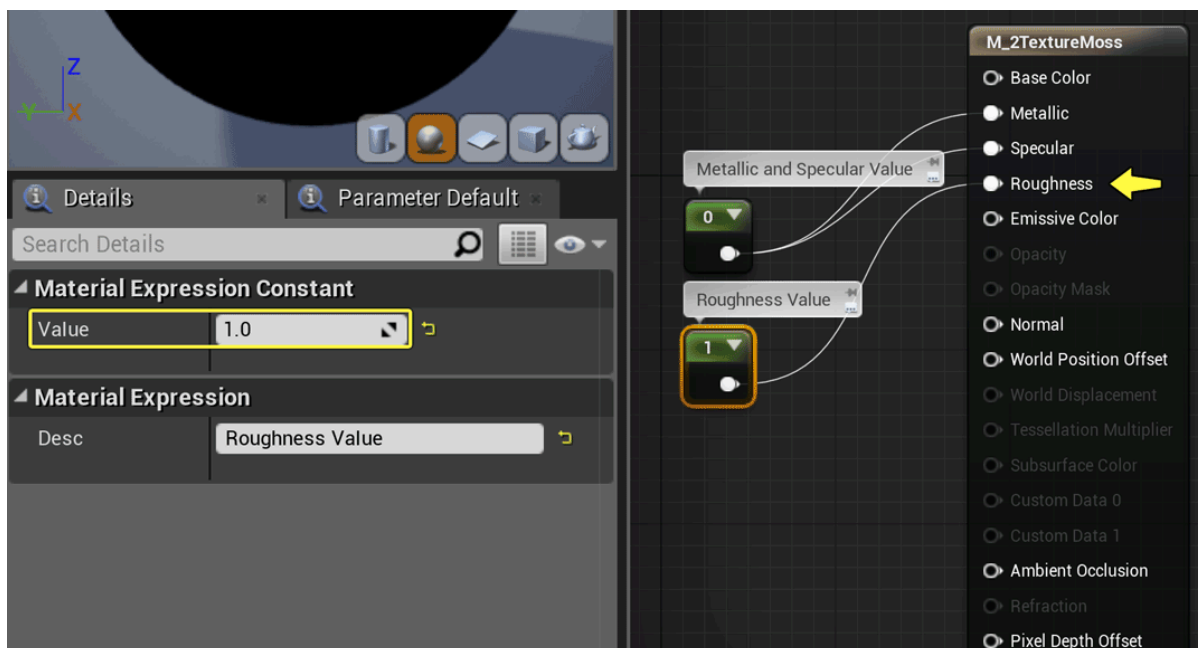 Z
Y
X
Details
Parameter Default
Search Details
Material Expression Constant
Value
1.0
Material Expression
Desc
Roughness Value
Metallic and Specular Value
0
Roughness Value
1
M_2TextureMoss
Base Color
Metallic
Specular
Roughness
Emissive Color
Opacity
Opacity Mask
Normal
World Position Offset
World Displacement
Tessellation Multiplier
Subsurface Color
Custom Data 0
Custom Data 1
Ambient Occlusion
Refraction
Pixel Depth Offset